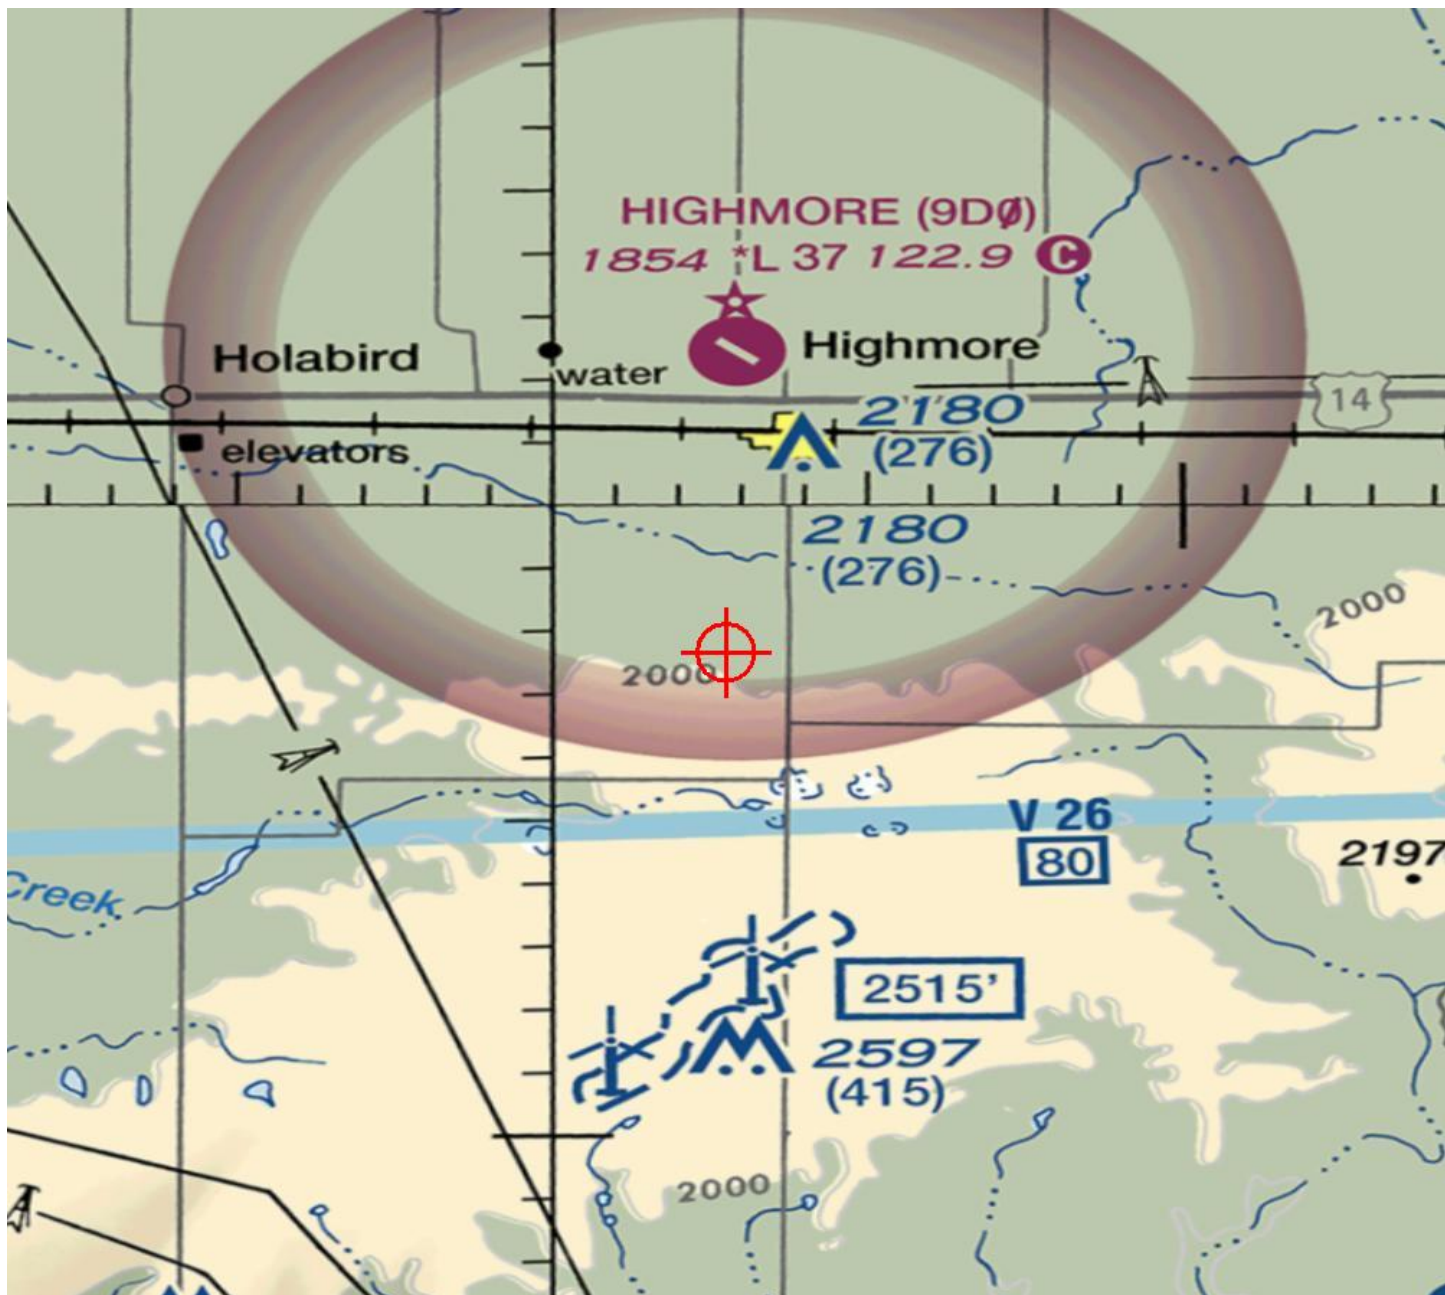 HIGHMORE (9DØ)
1854 *L 37 122.9 C
Holabird
Highmore
water
14
2180
(276)
elevators
2180
(276)
2000
2000
V 26
80
2197
Creek
2515'
2597
(415)
2000